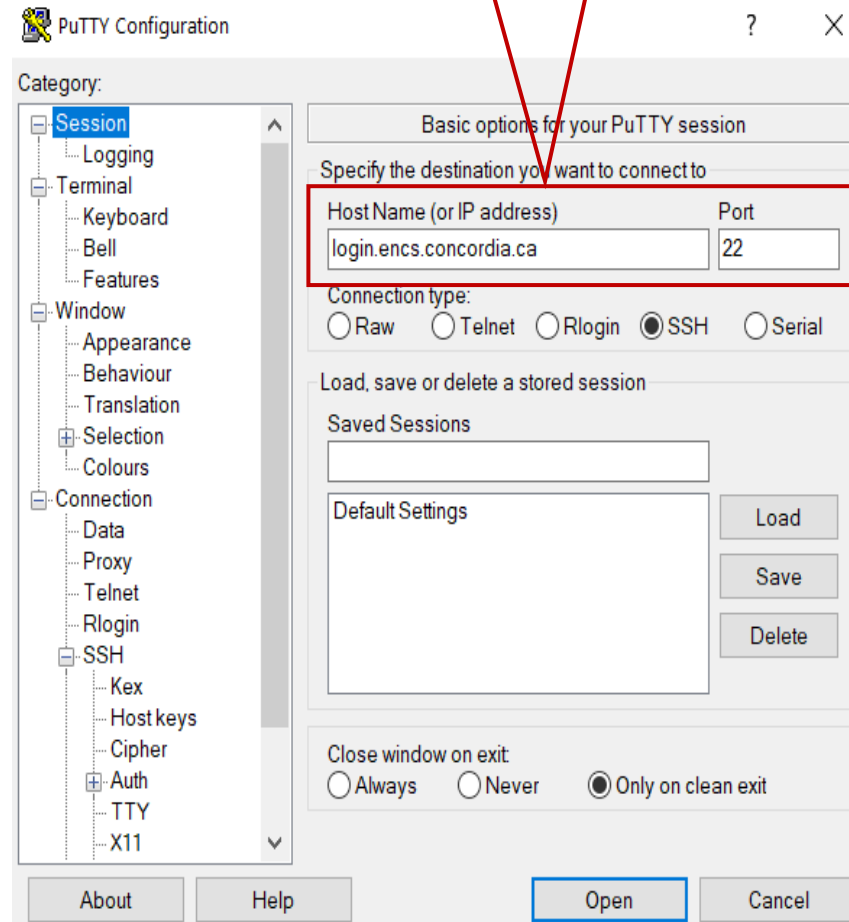 PuTTY Configuration
?
Category:
Session
Logging
Terminal
Keyboard
Bell
Features
Window
Appearance
Behaviour
Translation
Selection
Colours
Connection
Data
Proxy
Telnet
Rlogin
SSH
Kex
Host keys
Cipher
Auth
TTY
X11
Basic options for your PuTTY session
Specify the destination you want to connect to
Host Name (or IP address) Port
login.encs.concordia.ca 22
Connection type:
Raw Telnet Rlogin SSH Serial
Load, save or delete a stored session
Saved Sessions
Default Settings
Load
Save
Delete
Close window on exit:
Always Never Only on clean exit
About Help Open Cancel